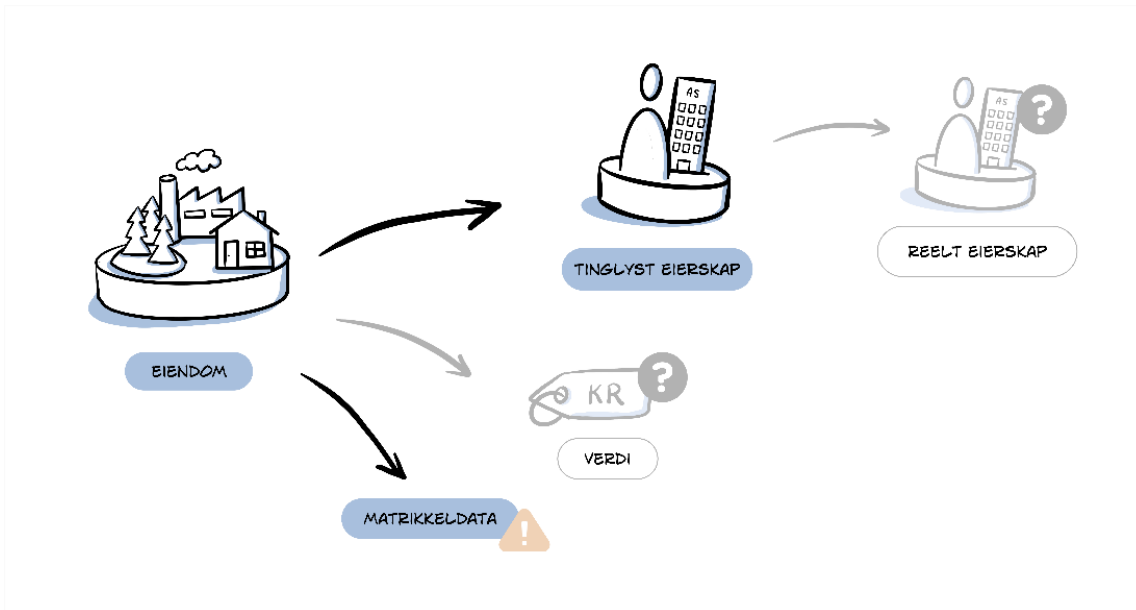 AS
AS
?
TINGLYST EIERSKAP
REELT EIERSKAP
EIENDOM
KR
?
VERDI
MATRIKKELDATA
!